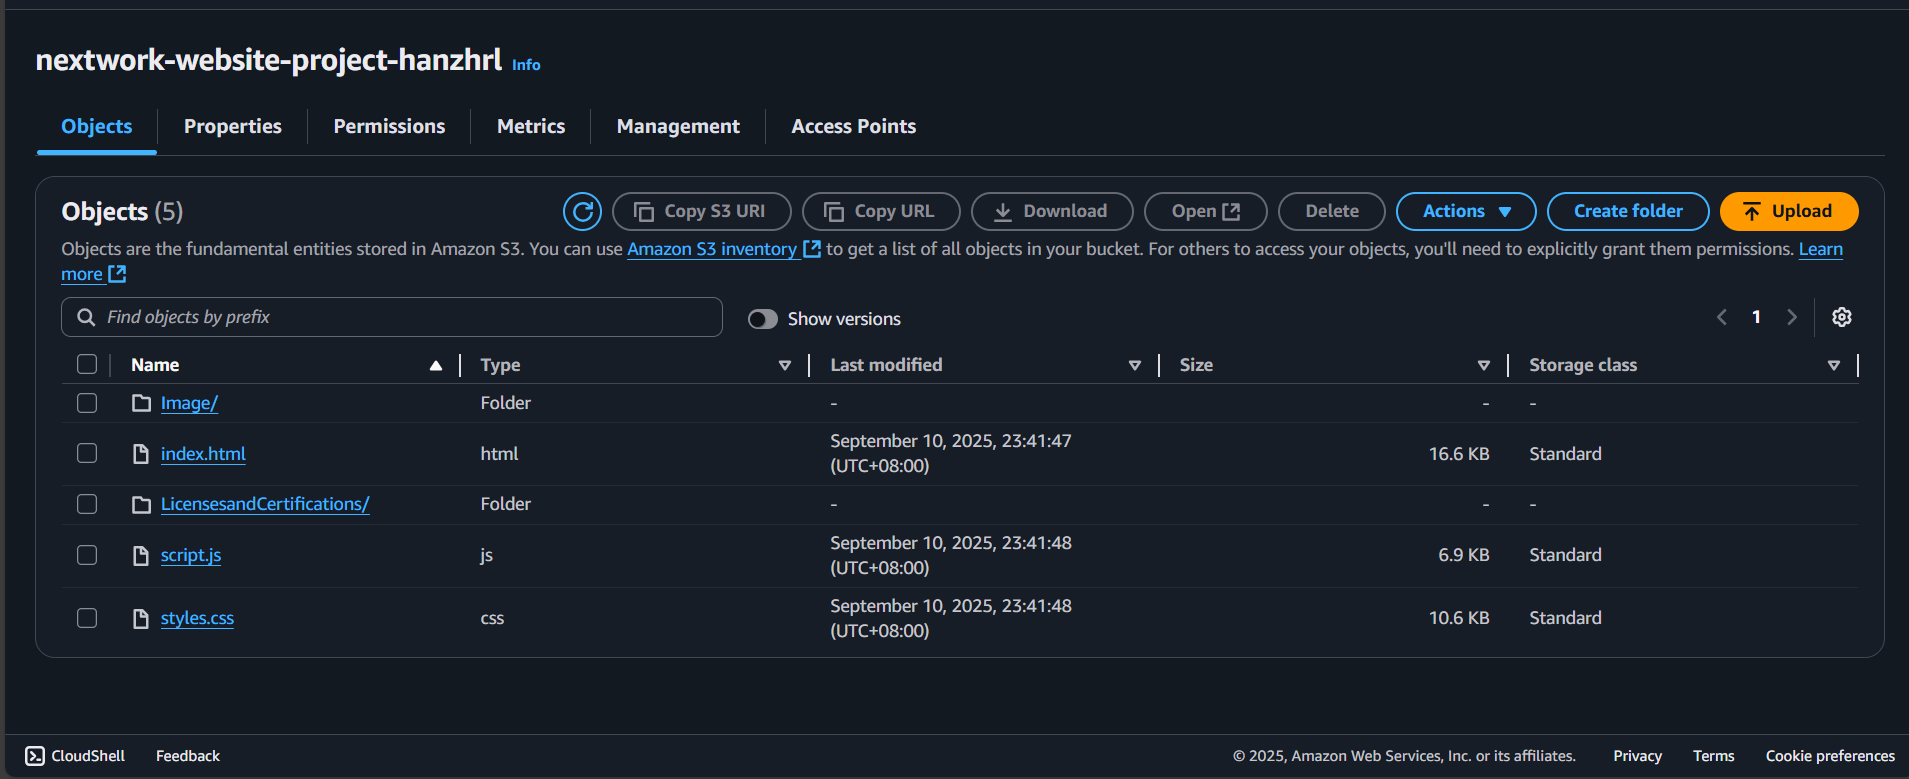 nextwork-website-project-hanzhrl Info
Objects Properties Permissions Metrics Management Access Points
Objects (5) Copy S3 URI Copy URL Download Open Delete Actions Create folder Upload
Objects are the fundamental entities stored in Amazon S3. You can use Amazon S3 inventory to get a list of all objects in your bucket. For others to access your objects, you'll need to explicitly grant them permissions. Learn
more
Find objects by prefix Show versions 1
Name Type Last modified Size Storage class
Image/ Folder - - -
index.html html September 10, 2025, 23:41:47 (UTC+08:00) 16.6 KB Standard
LicensesandCertifications/ Folder - - -
script.js js September 10, 2025, 23:41:48 (UTC+08:00) 6.9 KB Standard
styles.css css September 10, 2025, 23:41:48 (UTC+08:00) 10.6 KB Standard
CloudShell Feedback © 2025, Amazon Web Services, Inc. or its affiliates. Privacy Terms Cookie preferences